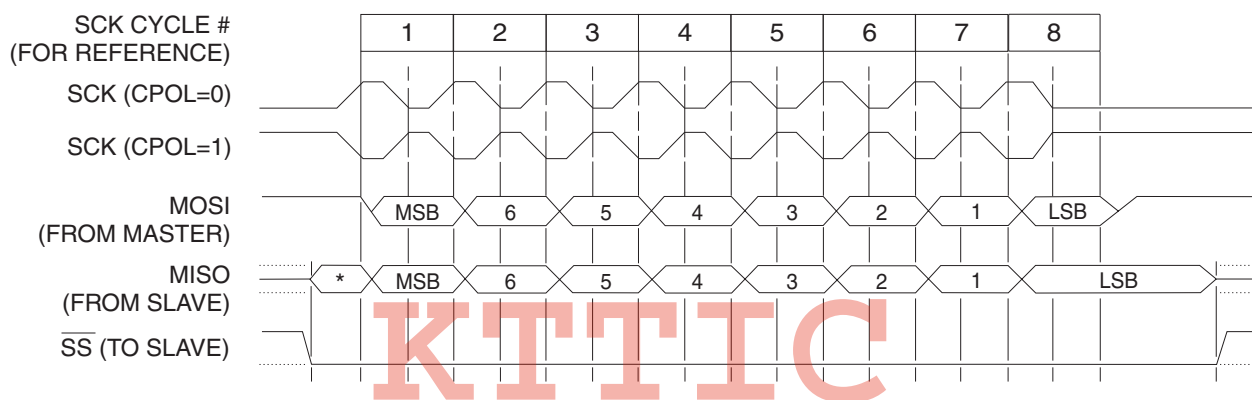 SCK CYCLE # 1 2 3 4 5 6 7 8
(FOR REFERENCE)
SCK (CPOL=0)
SCK (CPOL=1)
MOSI MSB 6 5 4 3 2 1 LSB
(FROM MASTER)
MISO * MSB 6 5 4 3 2 1 LSB
(FROM SLAVE)
SS (TO SLAVE)
KTTIC